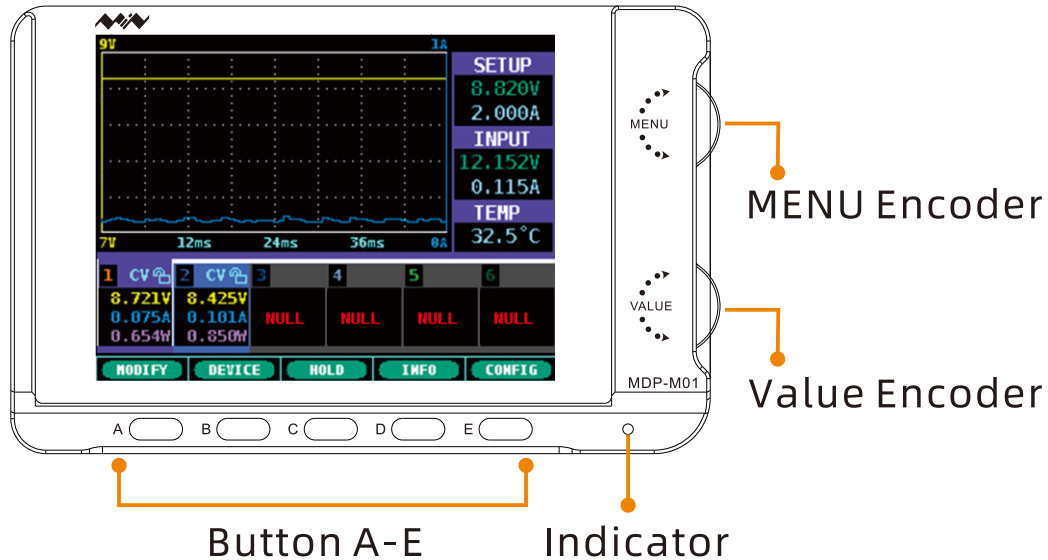 9V 1A
SETUP
8.820V
2.000A
MENU
INPUT
12.152V
0.115A
TEMP
32.5°C
7V 12ms 24ms 36ms 0A
MENU Encoder
1 CV 2 CV 3 4 5 6
8.721V 8.425V
0.075A 0.101A NULL NULL NULL NULL
0.654W 0.850W
VALUE
MODIFY DEVICE HOLD INFO CONFIG
MDP-M01
Value Encoder
A B C D E
Button A-E Indicator